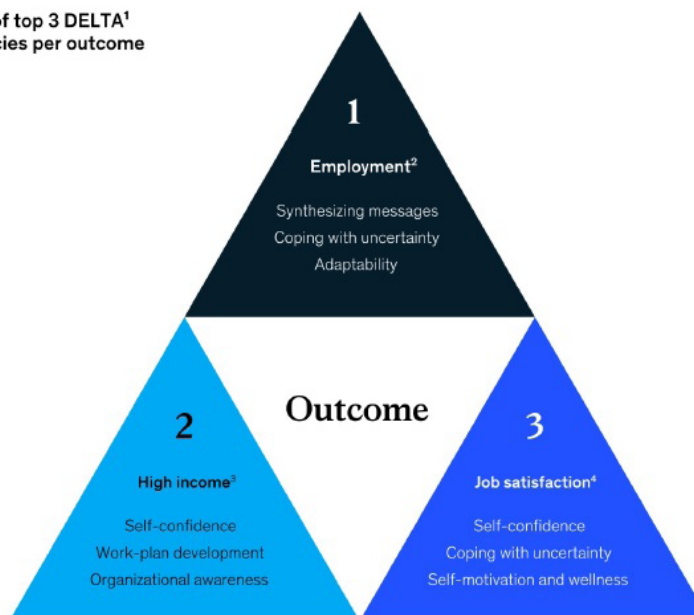 of top 3 DELTA¹
cies per outcome
1
Employment²
Synthesizing messages
Coping with uncertainty
Adaptability
Outcome
2
High income³
Self-confidence
Work-plan development
Organizational awareness
3
Job satisfaction⁴
Self-confidence
Coping with uncertainty
Self-motivation and wellness